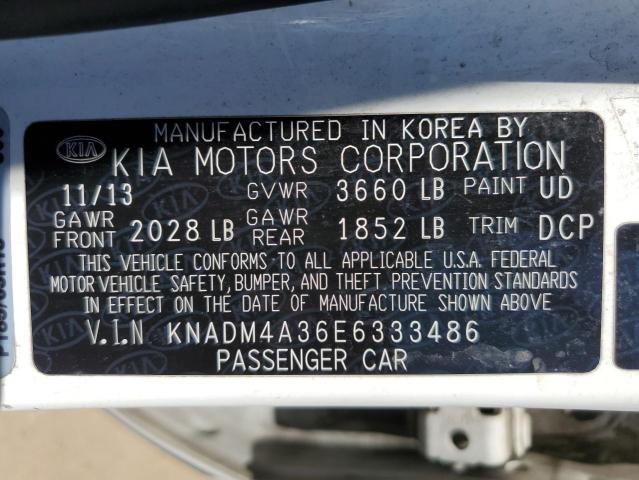 MANUFACTURED IN KOREA BY
KIA KIA MOTORS CORPORATION
11/13 GVWR 3660 LB PAINT UD
GAWR FRONT 2028 LB GAWR REAR 1852 LB TRIM DCP
THIS VEHICLE CONFORMS TO ALL APPLICABLE U.S.A. FEDERAL
MOTOR VEHICLE SAFETY, BUMPER, AND THEFT PREVENTION STANDARDS
IN EFFECT ON THE DATE OF MANUFACTURE SHOWN ABOVE
V.I.N KNADM4A36E6333486
PASSENGER CAR